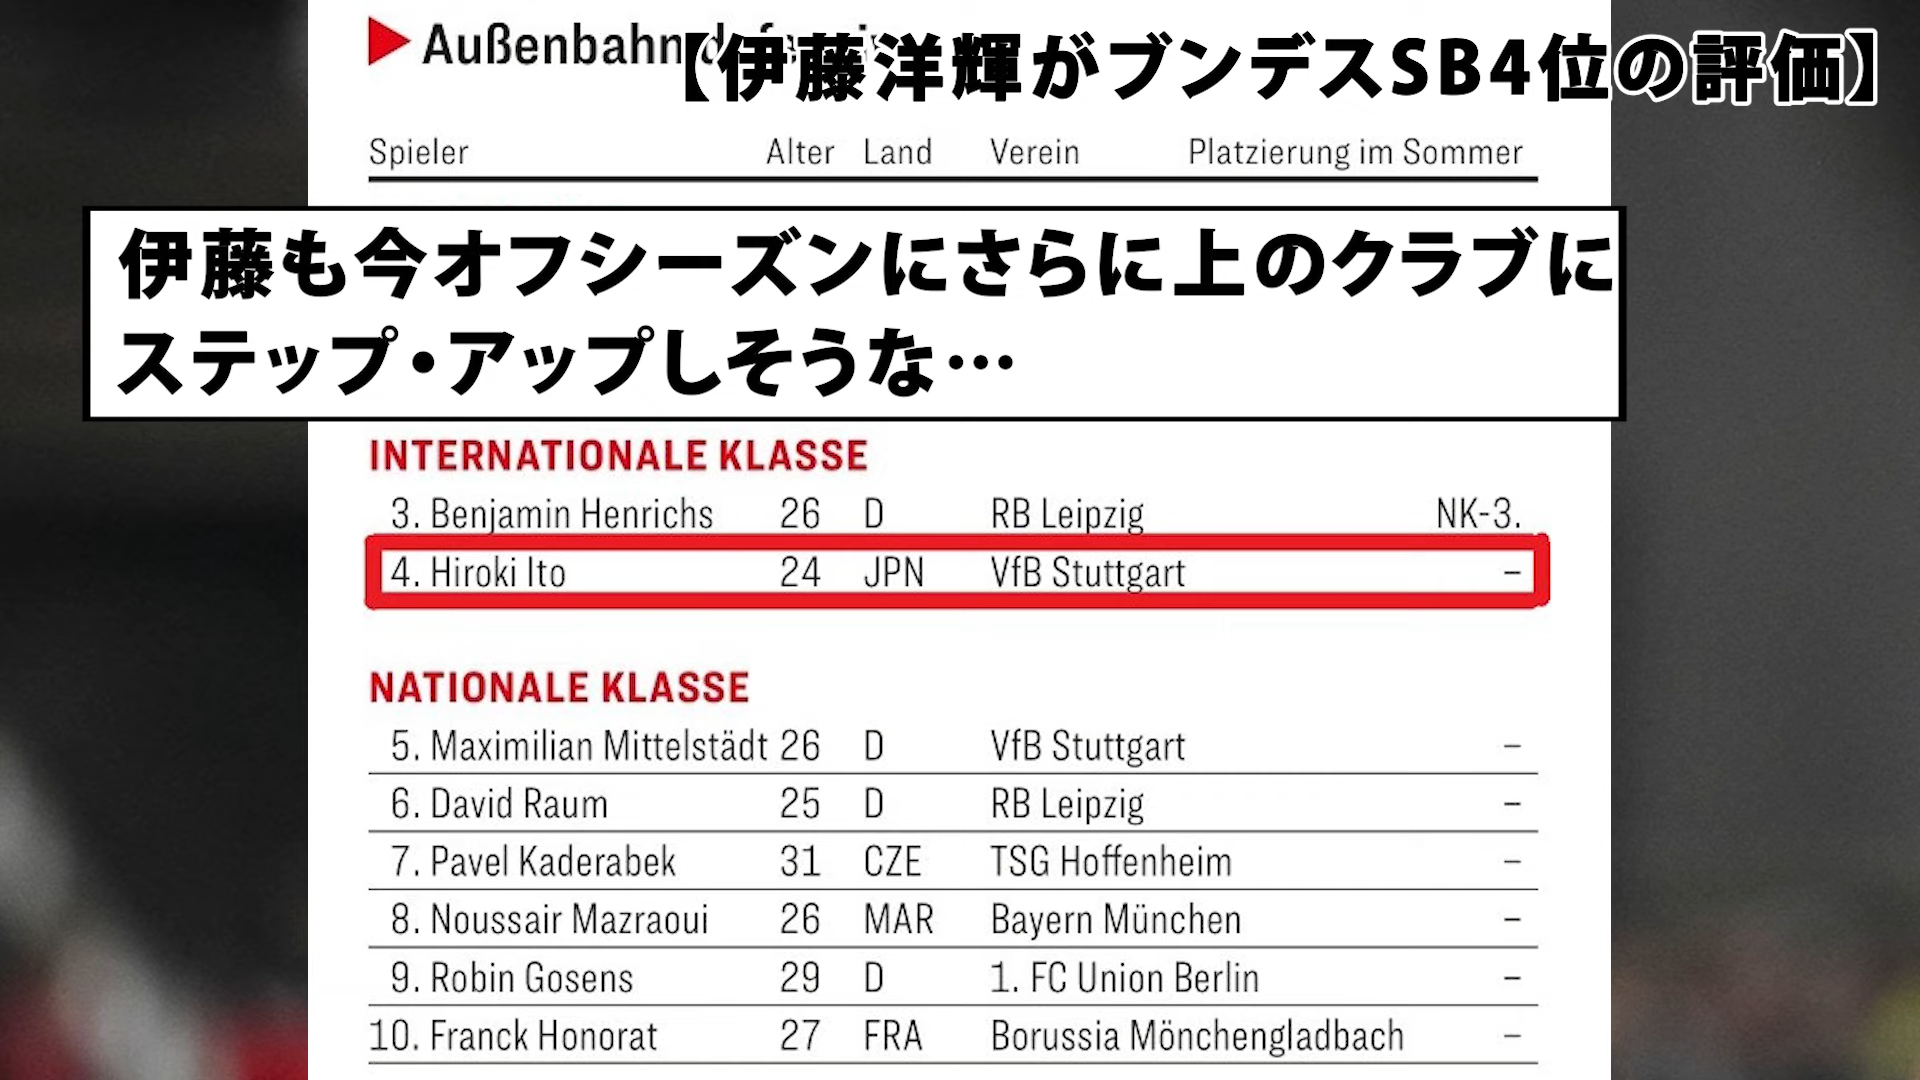 Außenbahn
【伊藤洋輝がブンデスSB4位の評価】
Spieler Alter Land Verein Platzierung im Sommer
伊藤も今オフシーズンにさらに上のクラブに
ステップ・アップしそうな…
INTERNATIONALE KLASSE
3. Benjamin Henrichs 26 D RB Leipzig NK-3.
4. Hiroki Ito 24 JPN VfB Stuttgart –
NATIONALE KLASSE
5. Maximilian Mittelstädt 26 D VfB Stuttgart –
6. David Raum 25 D RB Leipzig –
7. Pavel Kaderabek 31 CZE TSG Hoffenheim –
8. Noussair Mazraoui 26 MAR Bayern München –
9. Robin Gosens 29 D 1. FC Union Berlin –
10. Franck Honorat 27 FRA Borussia Mönchengladbach –